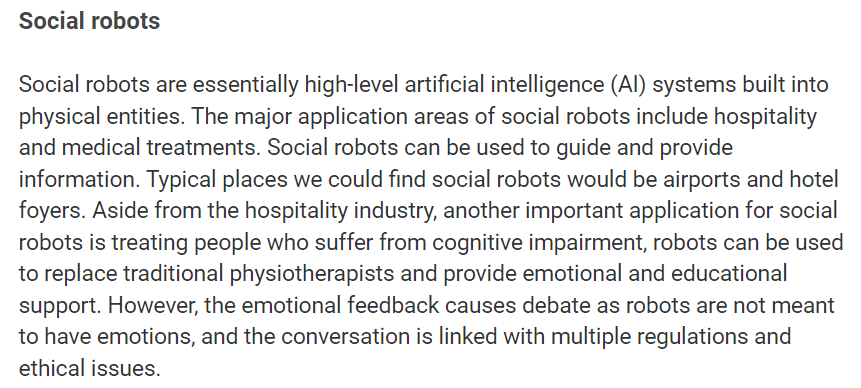 Social robots
Social robots are essentially high-level artificial intelligence (AI) systems built into
physical entities. The major application areas of social robots include hospitality
and medical treatments. Social robots can be used to guide and provide
information. Typical places we could find social robots would be airports and hotel
foyers. Aside from the hospitality industry, another important application for social
robots is treating people who suffer from cognitive impairment, robots can be used
to replace traditional physiotherapists and provide emotional and educational
support. However, the emotional feedback causes debate as robots are not meant
to have emotions, and the conversation is linked with multiple regulations and
ethical issues.